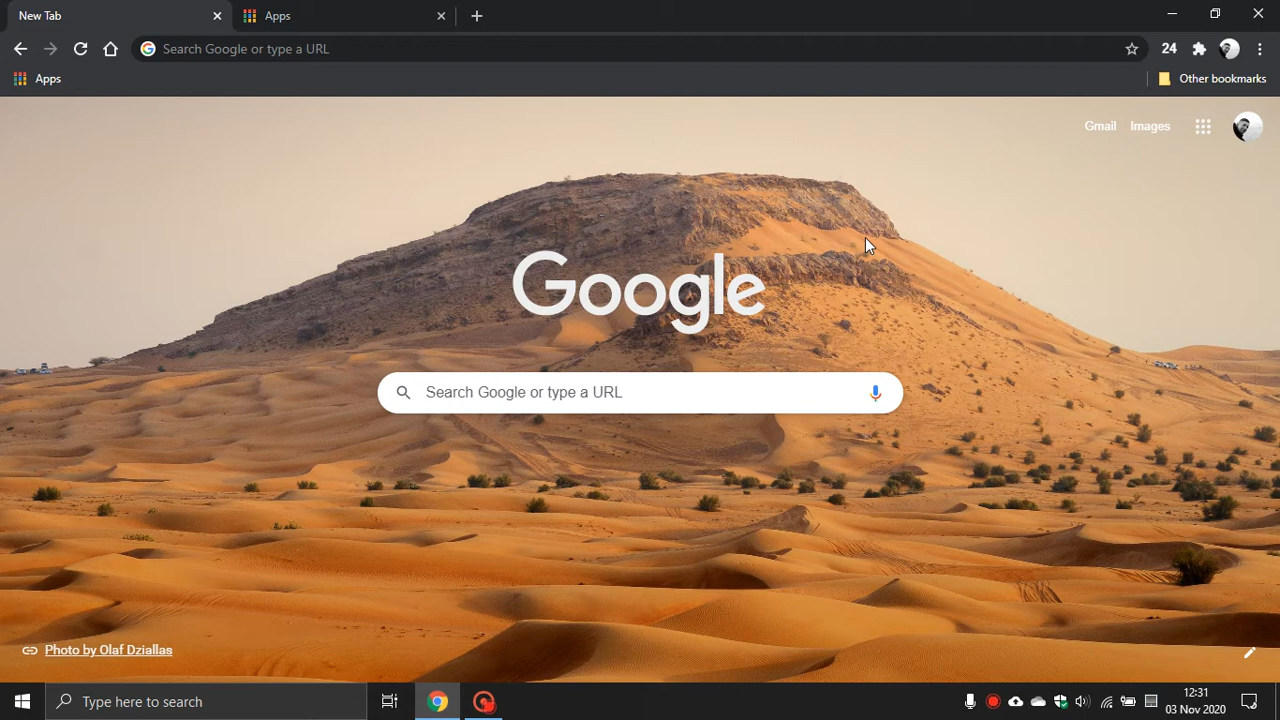 New Tab
Apps
Search Google or type a URL
24
Apps
Other bookmarks
Gmail
Images
Google
Search Google or type a URL
Photo by Olaf Dziallas
Type here to search
12:31
03 Nov 2020